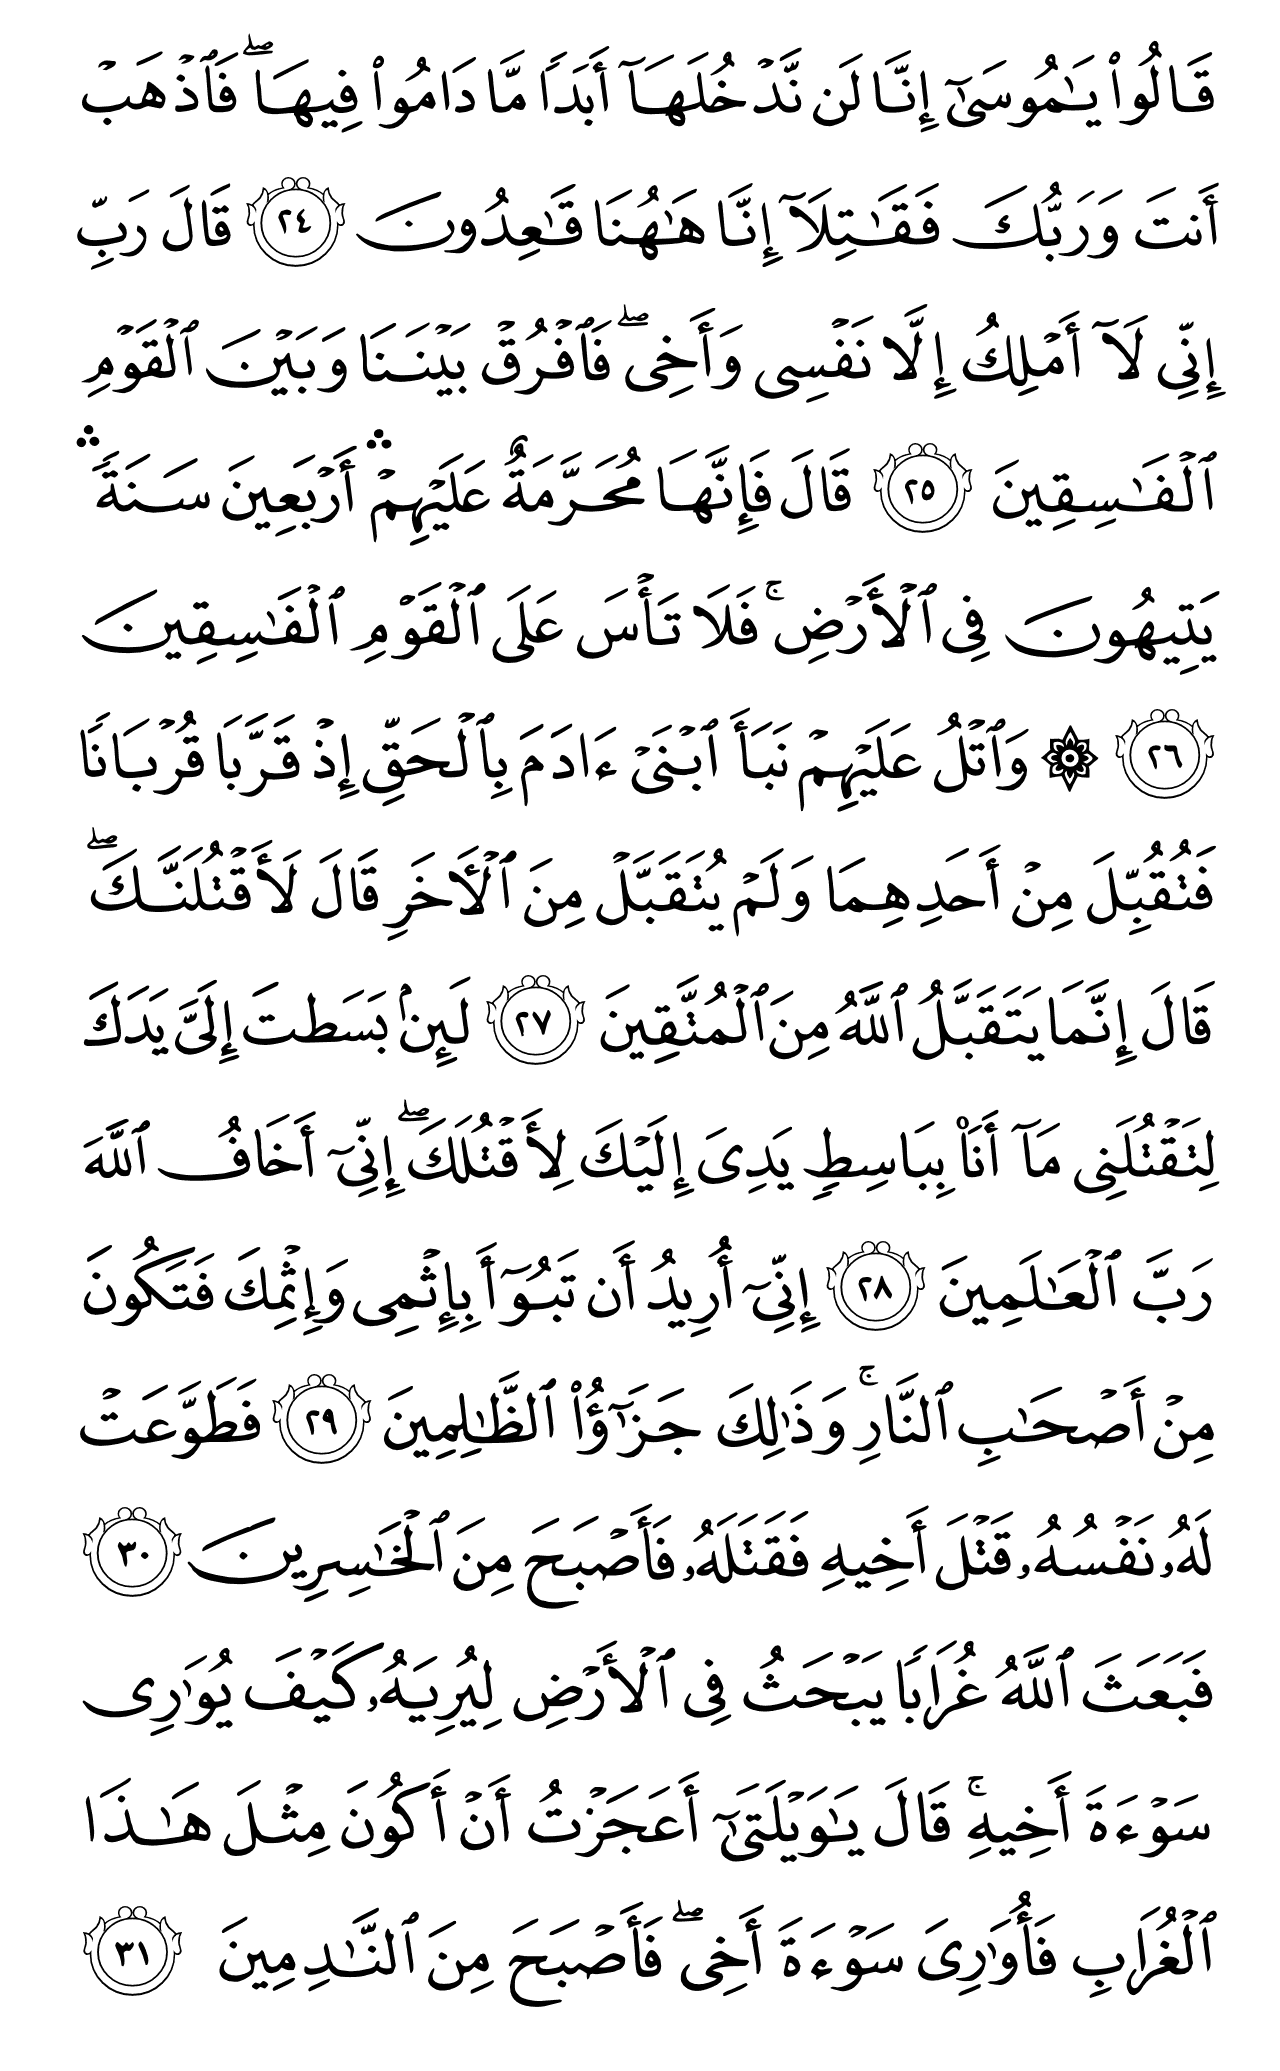 قَالُوا۟ يَـٰمُوسَىٰٓ إِنَّا لَن نَّدۡخُلَهَآ أَبَدٗا مَّا دَامُوا۟ فِيهَا ۖ فَٱذۡهَبۡ
أَنتَ وَرَبُّكَ فَقَـٰتِلَآ إِنَّا هَـٰهُنَا قَـٰعِدُونَ ٢٤ قَالَ رَبِّ
إِنِّي لَآ أَمۡلِكُ إِلَّا نَفۡسِي وَأَخِي ۖ فَٱفۡرُقۡ بَيۡنَنَا وَبَيۡنَ ٱلۡقَوۡمِ
ٱلۡفَـٰسِقِينَ ٢٥ قَالَ فَإِنَّهَا مُحَرَّمَةٌ عَلَيۡهِمۡ ۛ أَرۡبَعِينَ سَنَةٗ ۛ
يَتِيهُونَ فِي ٱلۡأَرۡضِ ۚ فَلَا تَأۡسَ عَلَى ٱلۡقَوۡمِ ٱلۡفَـٰسِقِينَ
٢٦ ۞ وَٱتۡلُ عَلَيۡهِمۡ نَبَأَ ٱبۡنَيۡ ءَادَمَ بِٱلۡحَقِّ إِذۡ قَرَّبَا قُرۡبَانٗا
فَتُقُبِّلَ مِنۡ أَحَدِهِمَا وَلَمۡ يُتَقَبَّلۡ مِنَ ٱلۡأٓخَرِ قَالَ لَأَقۡتُلَنَّكَ ۖ
قَالَ إِنَّمَا يَتَقَبَّلُ ٱللَّهُ مِنَ ٱلۡمُتَّقِينَ ٢٧ لَئِنۢ بَسَطتَ إِلَيَّ يَدَكَ
لِتَقۡتُلَنِي مَآ أَنَا۠ بِبَاسِطٖ يَدِيَ إِلَيۡكَ لِأَقۡتُلَكَ ۖ إِنِّيٓ أَخَافُ ٱللَّهَ
رَبَّ ٱلۡعَـٰلَمِينَ ٢٨ إِنِّيٓ أُرِيدُ أَن تَبُوٓأَ بِإِثۡمِي وَإِثۡمِكَ فَتَكُونَ
مِنۡ أَصۡحَـٰبِ ٱلنَّارِ ۚ وَذَٰلِكَ جَزَـٰٓؤُا۟ ٱلظَّـٰلِمِينَ ٢٩ فَطَوَّعَتۡ
لَهُۥ نَفۡسُهُۥ قَتۡلَ أَخِيهِ فَقَتَلَهُۥ فَأَصۡبَحَ مِنَ ٱلۡخَـٰسِرِينَ ٣٠
فَبَعَثَ ٱللَّهُ غُرَابٗا يَبۡحَثُ فِي ٱلۡأَرۡضِ لِيُرِيَهُۥ كَيۡفَ يُوَٰرِي
سَوۡءَةَ أَخِيهِ ۚ قَالَ يَـٰوَيۡلَتَىٰٓ أَعَجَزۡتُ أَنۡ أَكُونَ مِثۡلَ هَـٰذَا
ٱلۡغُرَابِ فَأُوَٰرِيَ سَوۡءَةَ أَخِي ۖ فَأَصۡبَحَ مِنَ ٱلنَّـٰدِمِينَ ٣١